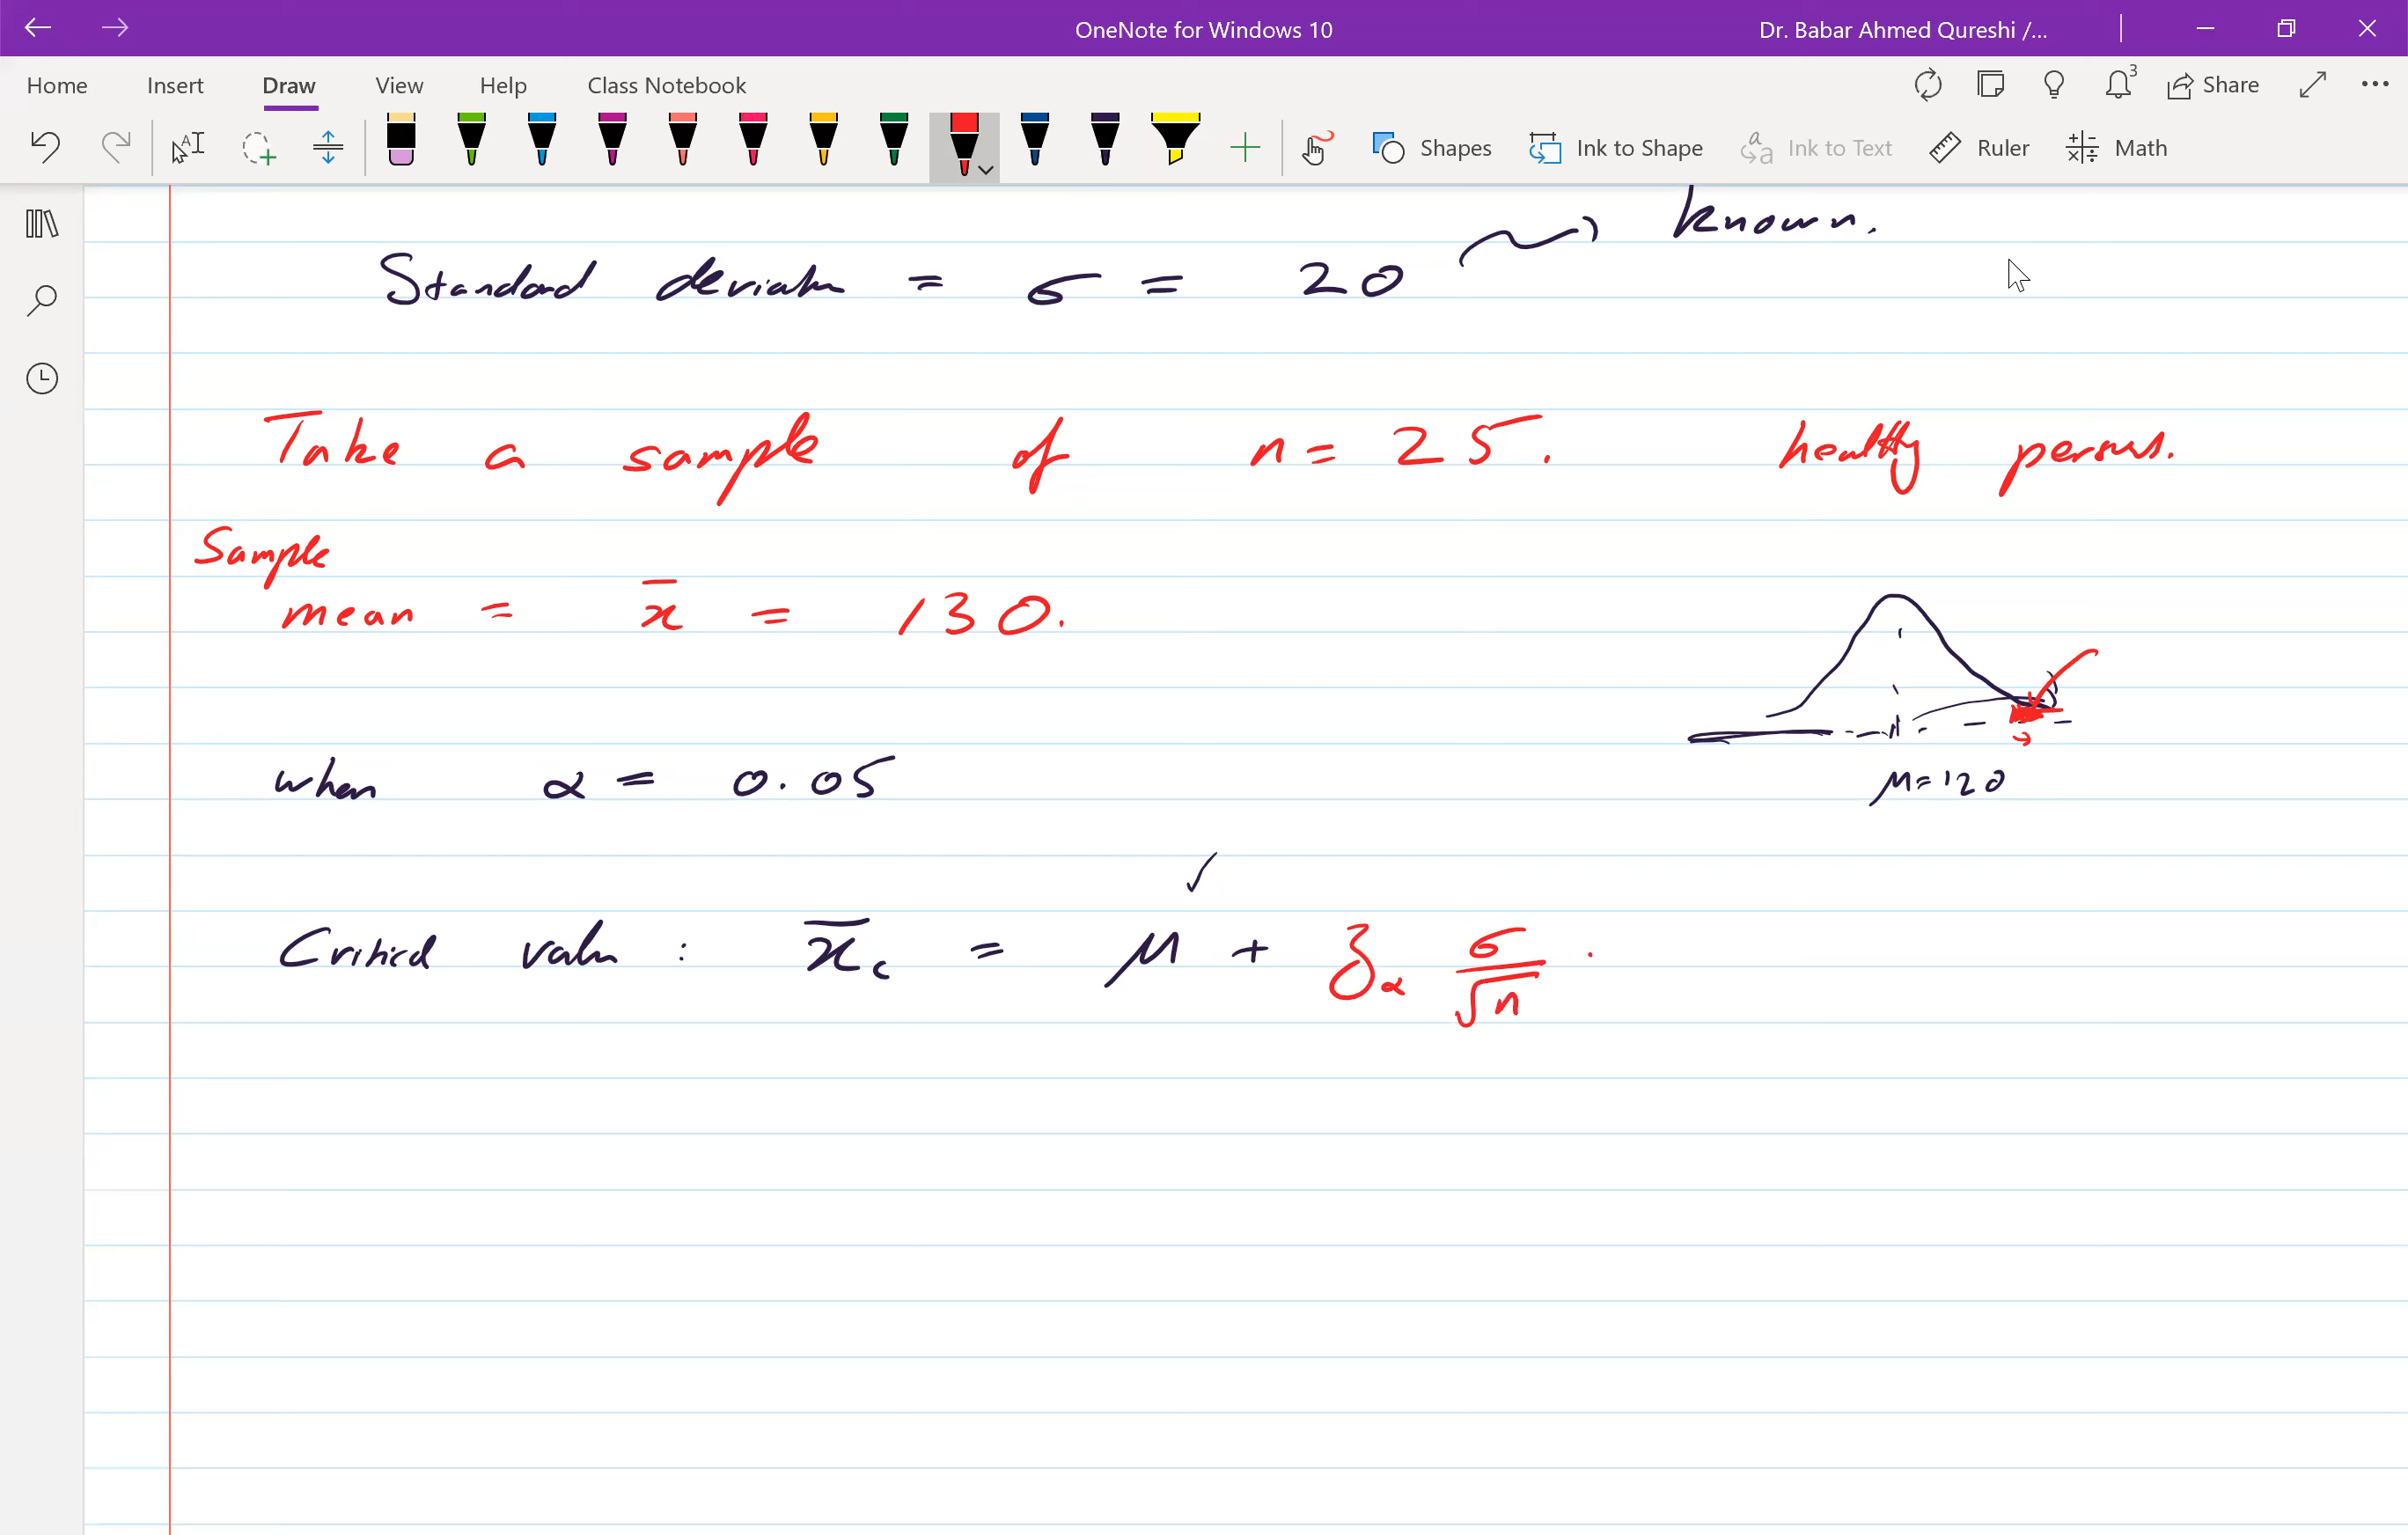 OneNote for Windows 10
Dr. Babar Ahmed Qureshi /...
Home Insert Draw View Help Class Notebook
3 Share
Shapes Ink to Shape Ink to Text Ruler Math
known.
Standard deviatn = σ = 20
Take a sample of n = 25. healthy persons.
Sample
mean = x̄ = 130.
when α = 0.05
μ = 120
✓
Critical value : x̄c = μ + zα σ/√n .